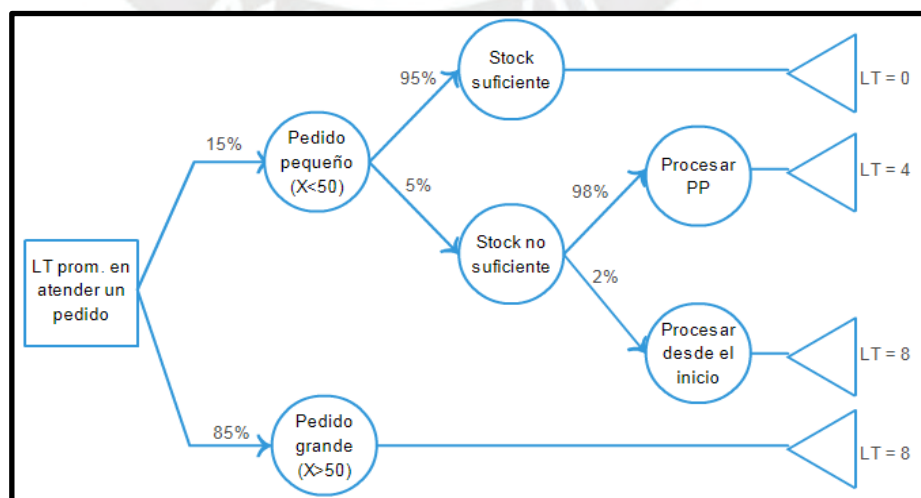 Stock
suficiente
95%
LT = 0
15%
Pedido
pequeño
(X<50)
5%
Procesar
PP
98%
LT = 4
LT prom. en
atender un
pedido
Stock no
suficiente
2%
Procesar
desde el
inicio
LT = 8
85%
Pedido
grande
(X>50)
LT = 8